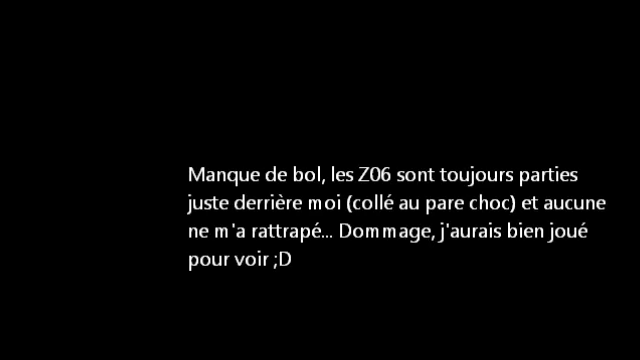 Manque de bol, les Z06 sont toujours parties
juste derrière moi (collé au pare choc) et aucune
ne m'a rattrapé... Dommage, j'aurais bien joué
pour voir ;D